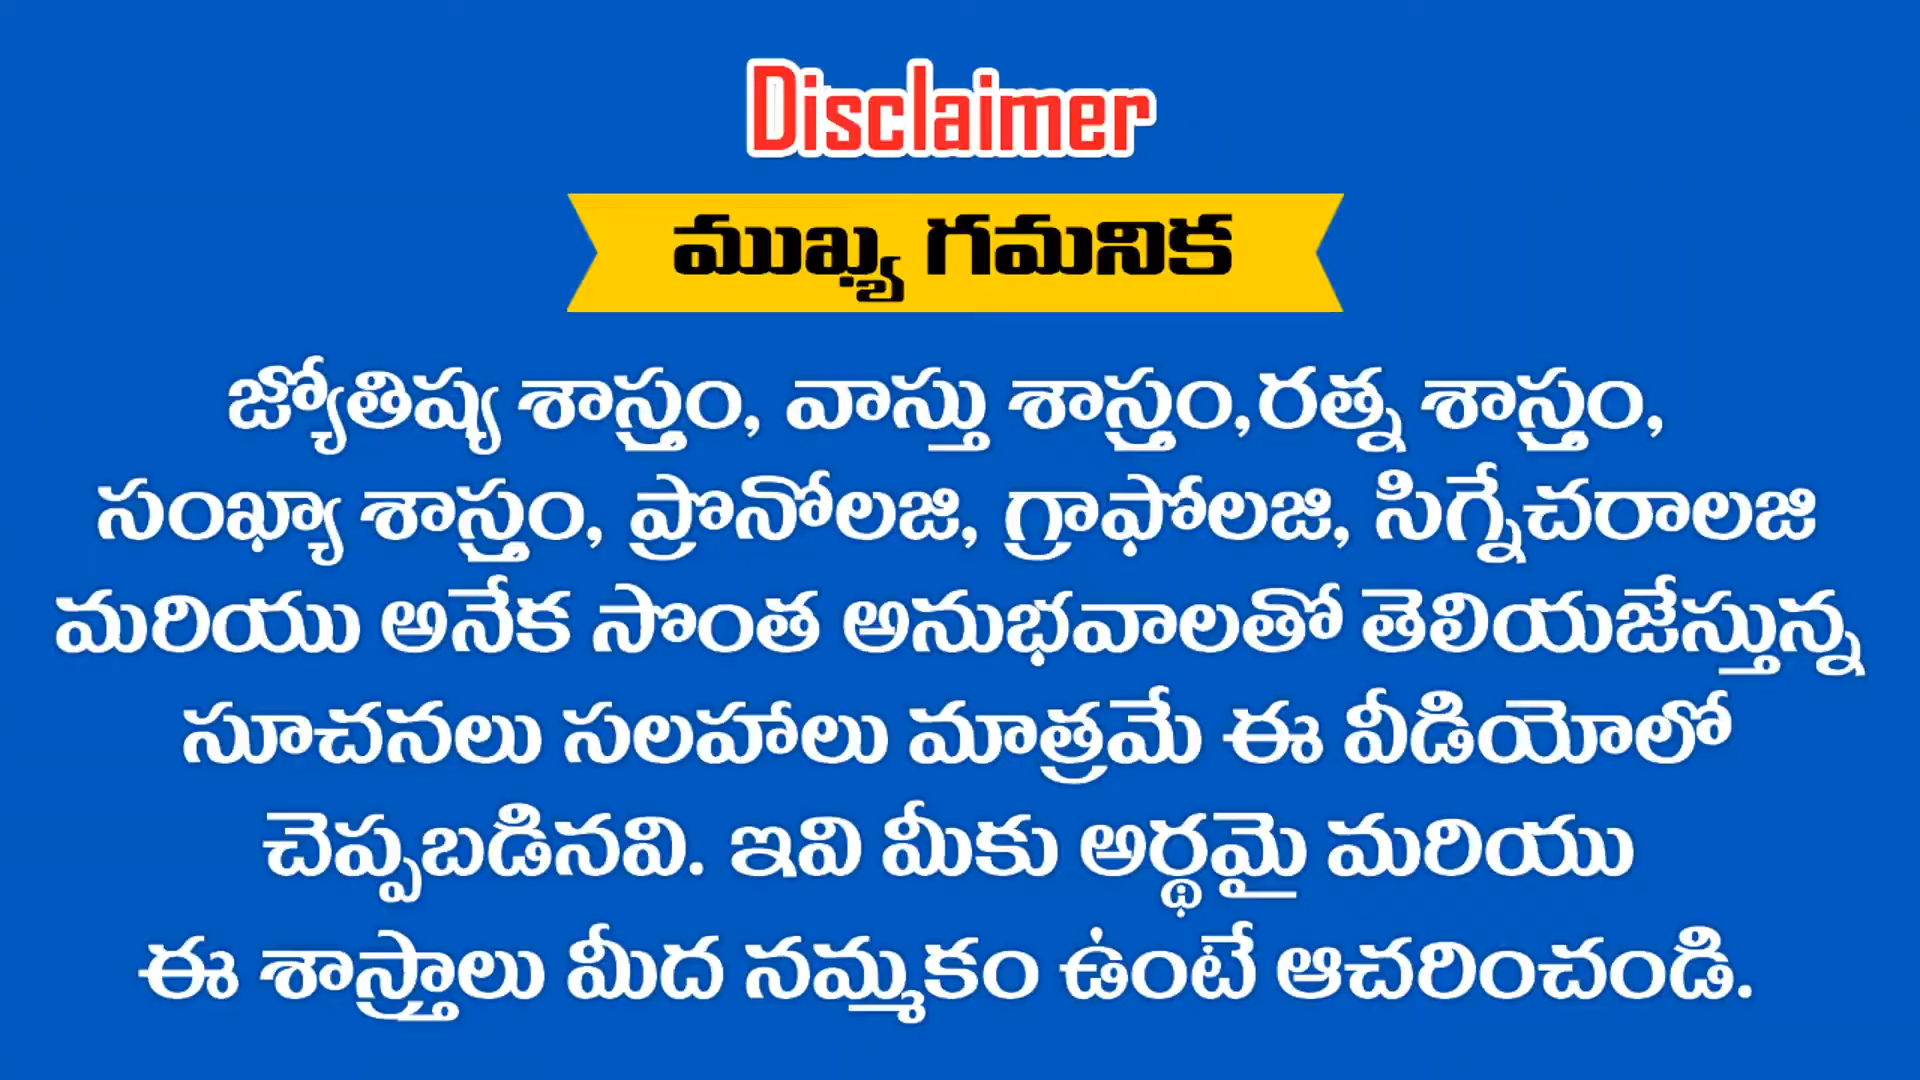 Disclaimer
ముఖ్య గమనిక
జ్యోతిష్య శాస్త్రం, వాస్తు శాస్త్రం,రత్న శాస్త్రం,
సంఖ్యా శాస్త్రం, ప్రొనోలజి, గ్రాఫోలజి, సిగ్నేచరాలజి
మరియు అనేక సొంత అనుభవాలతో తెలియజేస్తున్న
సూచనలు సలహాలు మాత్రమే ఈ వీడియోలో
చెప్పబడినవి. ఇవి మీకు అర్థమై మరియు
ఈ శాస్త్రాలు మీద నమ్మకం ఉంటే ఆచరించండి.